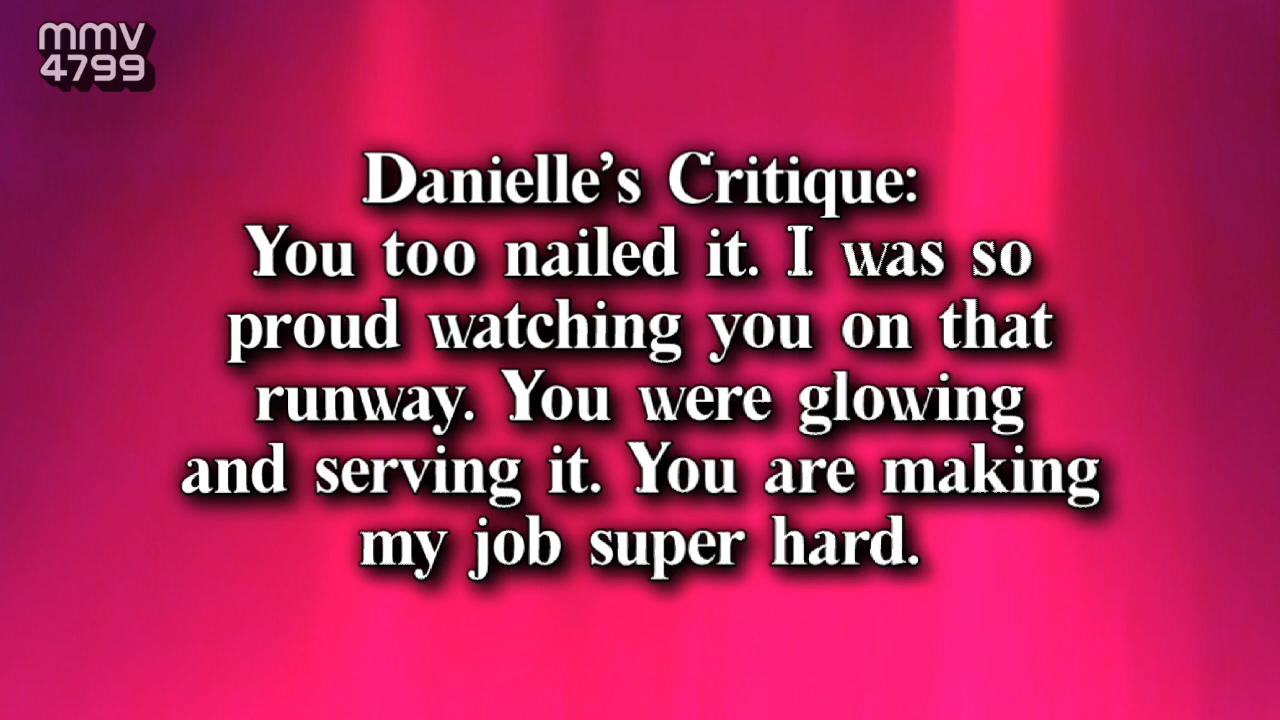 mmv
4799
Danielle's Critique:
You too nailed it. I was so
proud watching you on that
runway. You were glowing
and serving it. You are making
my job super hard.